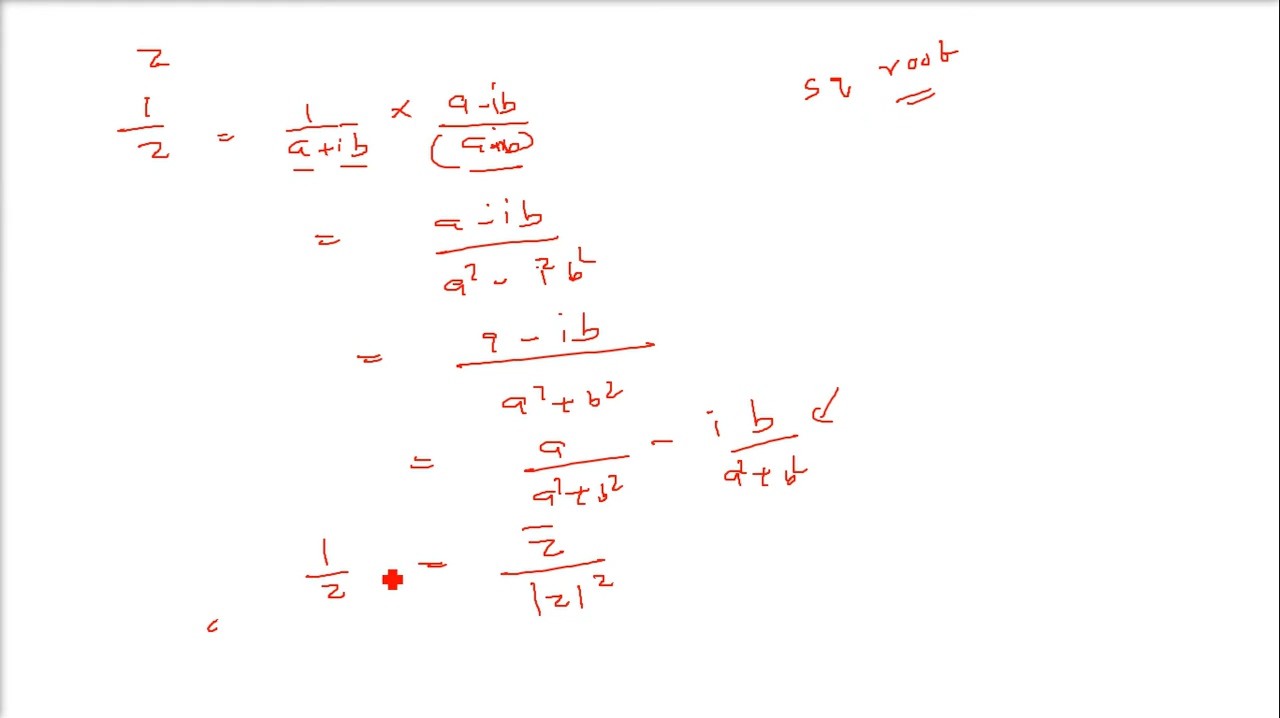 z
sq root
1/z = 1/(a+ib) × (a-ib)/(a-ib)
= (a-ib)/(a² - i²b²)
= (a-ib)/(a²+b²)
= a/(a²+b²) - i b/(a²+b²)
1/z = z̅/|z|²